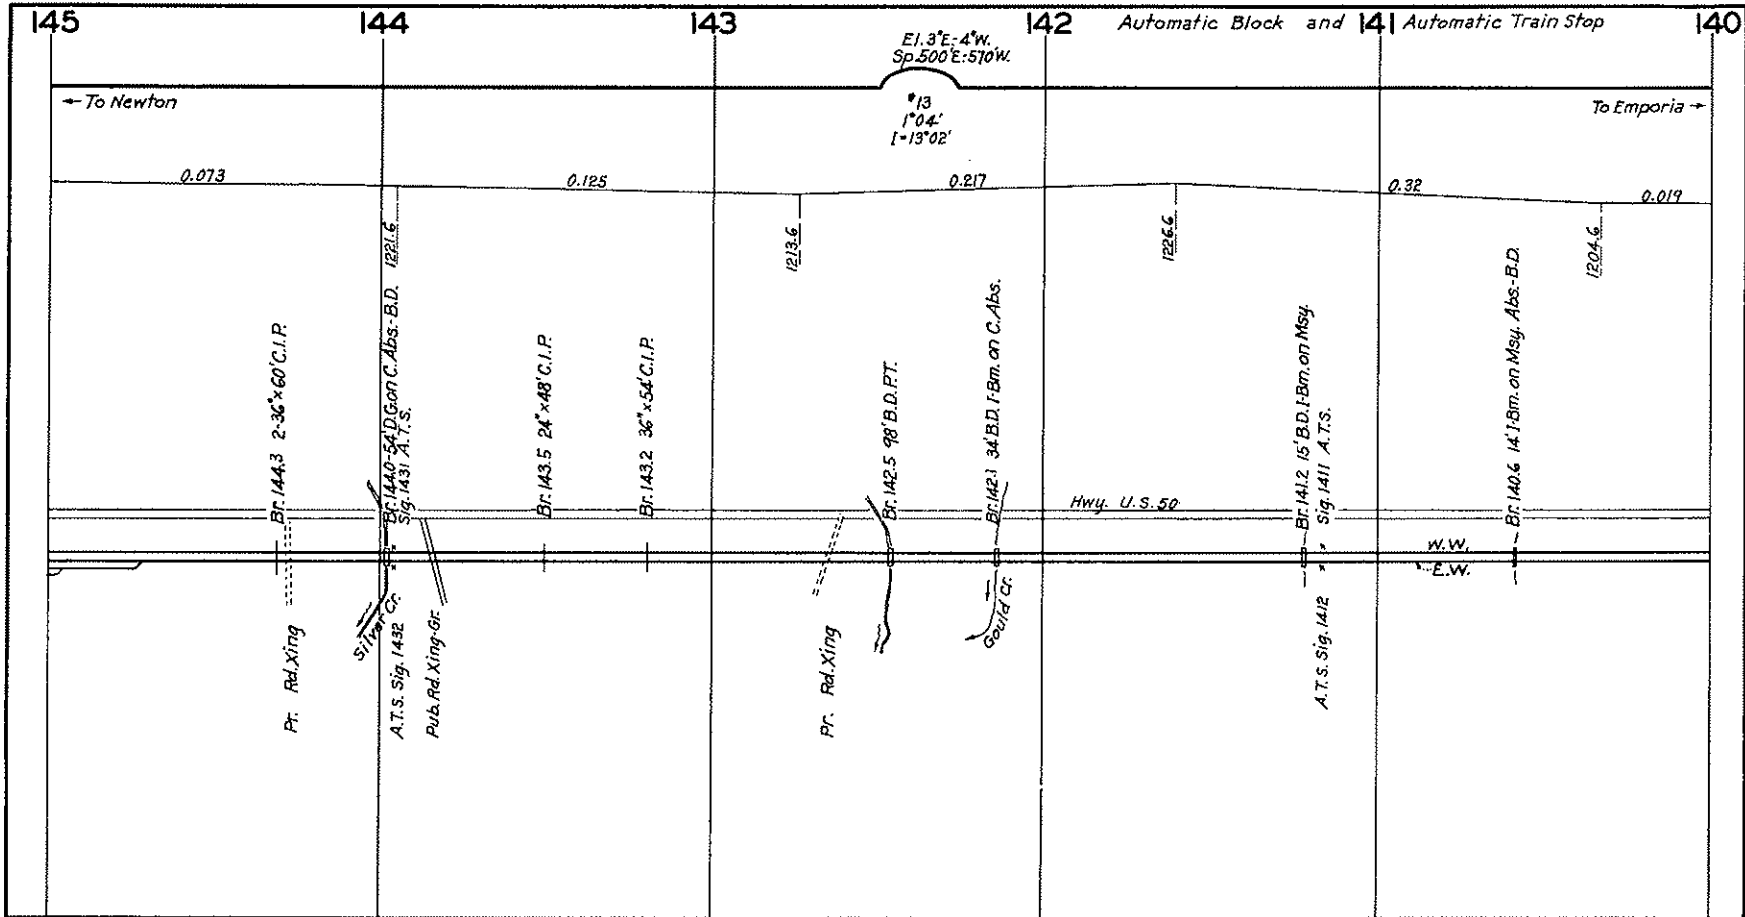 145
144
143
142
Automatic Block and
141
Automatic Train Stop
140
El. 3"E.-4"W.
Sp. 500'E:570'W.
← To Newton
#13
1°04'
I-13°02'
To Emporia →
0.073
0.125
0.217
0.32
0.019
1221.6
1213.6
1226.6
1204.6
Br. 144.3 2-36"x60' C.I.P.
Br. 144.0-54' D.G. on C. Abs.-B.D.
Sig. 1431 A.T.S.
Br. 143.5 24"x48' C.I.P.
Br. 143.2 36"x54' C.I.P.
Br. 142.5 98' B.D.P.T.
Br. 142.1 34' B.D. I-Bm. on C. Abs.
Br. 141.2 15' B.D. I-Bm. on Msy.
Sig. 1411 A.T.S.
Br. 140.6 14' I-Bm. on Msy. Abs.-B.D.
Hwy. U.S. 50
W.W.
E.W.
Pr. Rd. Xing
Silver Cr.
A.T.S. Sig. 1432
Pub. Rd. Xing-Gr.
Pr. Rd. Xing
Gould Cr.
A.T.S. Sig. 1412